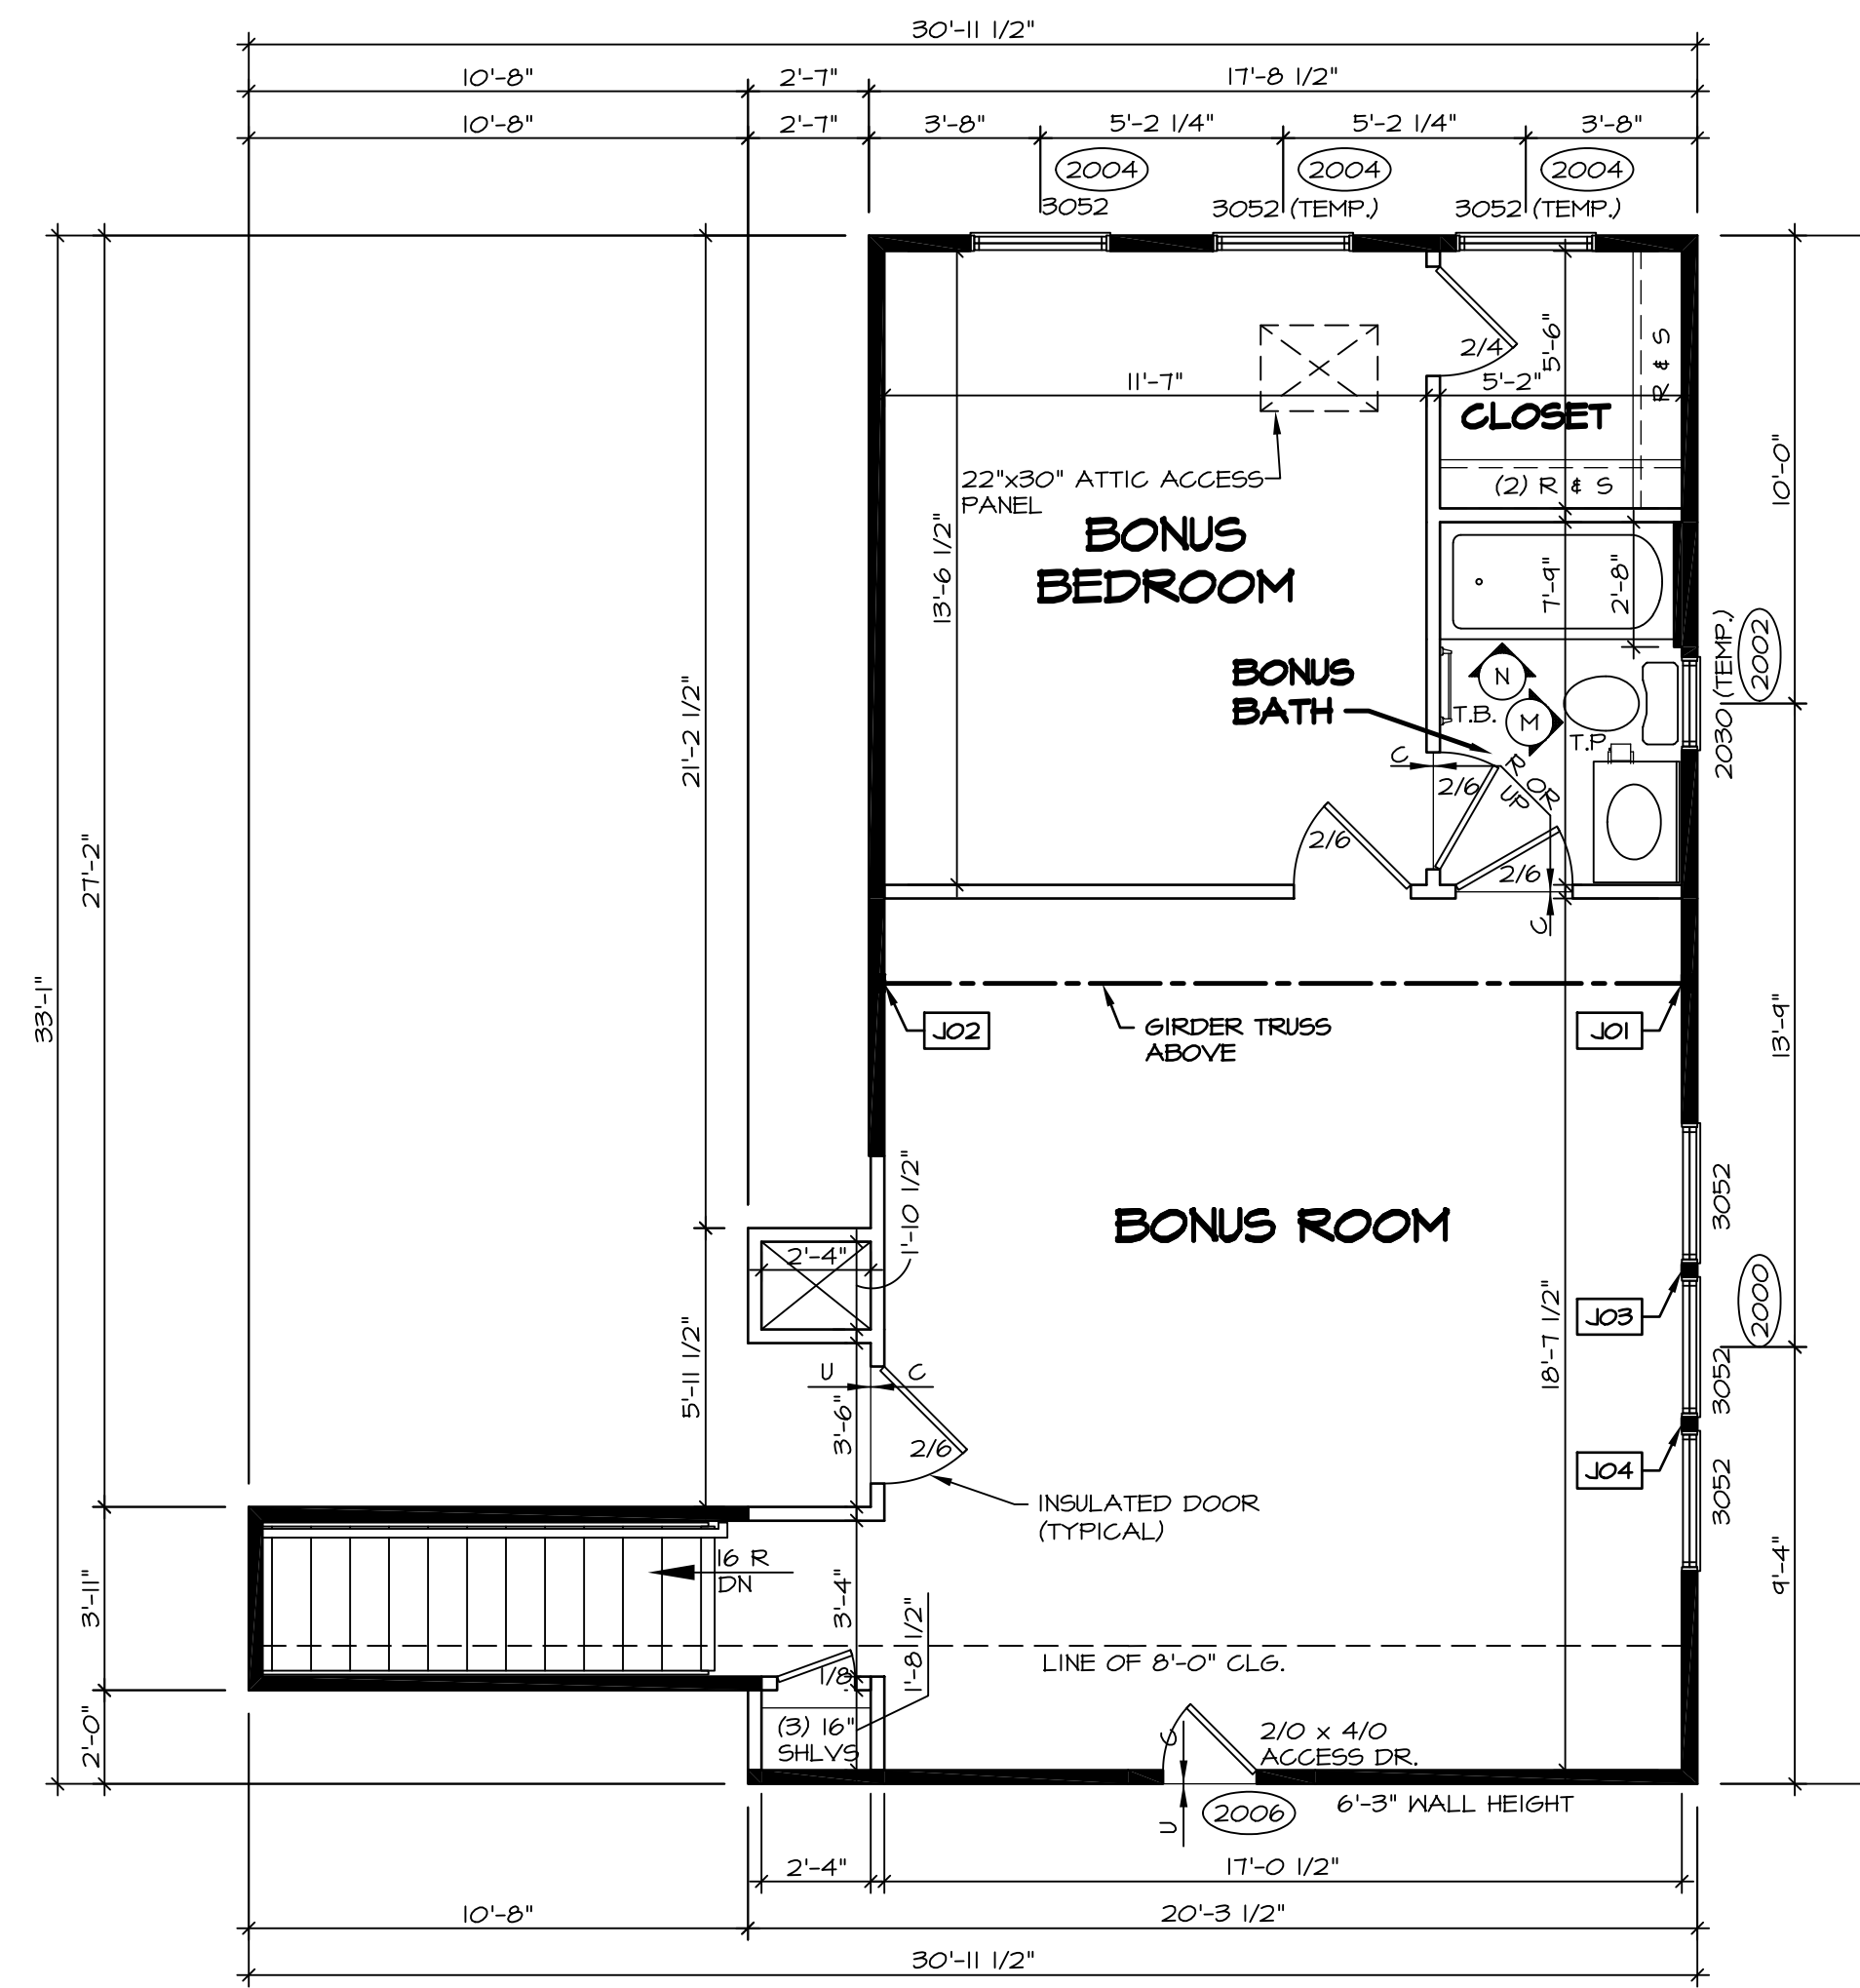 30'-11 1/2"
10'-8" 2'-7" 17'-8 1/2"
10'-8" 2'-7" 3'-8" 5'-2 1/4" 5'-2 1/4" 3'-8"
2004 2004 2004
3052 3052 (TEMP.) 3052 (TEMP.)
2/4
5'-6"
R & S
11'-7" 5'-2"
CLOSET
22"x30" ATTIC ACCESS
PANEL
(2) R & S
10'-0"
BONUS
BEDROOM
13'-6 1/2"
7'-9"
2'-8"
2030 (TEMP.)
2002
BONUS
BATH
N
T.B.
M
T.P.
21'-2 1/2"
C
2/6
R OR
UP
2/6
2/6
C
27'-2"
33'-1"
J02
GIRDER TRUSS
ABOVE
J01
13'-9"
1'-10 1/2"
BONUS ROOM
3052
2'-4"
2000
J03
18'-7 1/2"
5'-11 1/2"
U C
3052
3'-6"
2/6
J04
3052
INSULATED DOOR
(TYPICAL)
16 R
DN
3'-11"
3'-4"
9'-4"
1'-8 1/2"
LINE OF 8'-0" CLG.
1/8
2'-0"
(3) 16"
SHLVS
C
2/0 x 4/0
ACCESS DR.
U
2006
6'-3" WALL HEIGHT
2'-4" 17'-0 1/2"
10'-8" 20'-3 1/2"
30'-11 1/2"